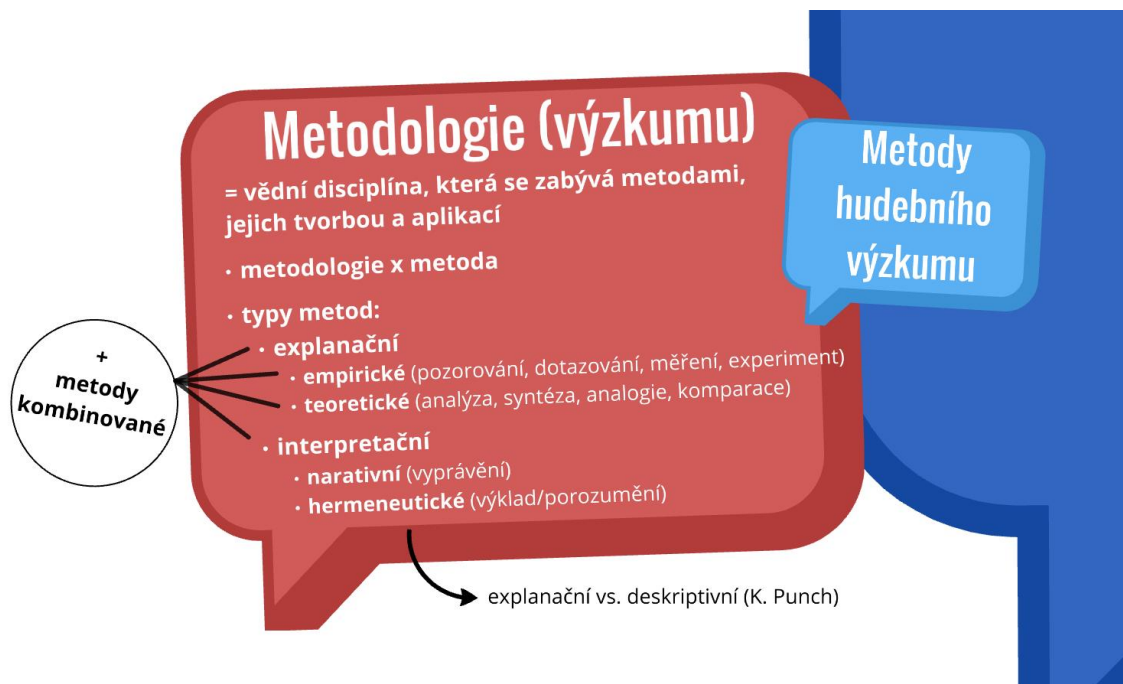 Metodologie (výzkumu)
= vědní disciplína, která se zabývá metodami,
jejich tvorbou a aplikací
· metodologie x metoda
· typy metod:
· explanační
· empirické (pozorování, dotazování, měření, experiment)
· teoretické (analýza, syntéza, analogie, komparace)
· interpretační
· narativní (vyprávění)
· hermeneutické (výklad/porozumění)
+
metody
kombinované
explanační vs. deskriptivní (K. Punch)
Metody
hudebního
výzkumu